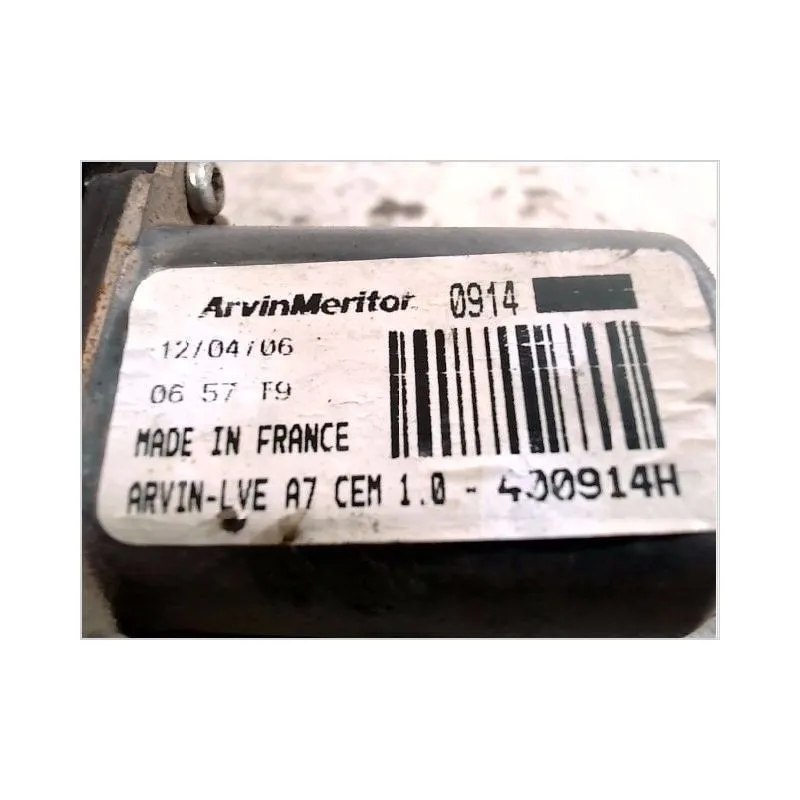 ArvinMeritor 0914
12/04/06
06 57 F9
MADE IN FRANCE
ARVIN-LVE A7 CEM 1.0 - 400914H